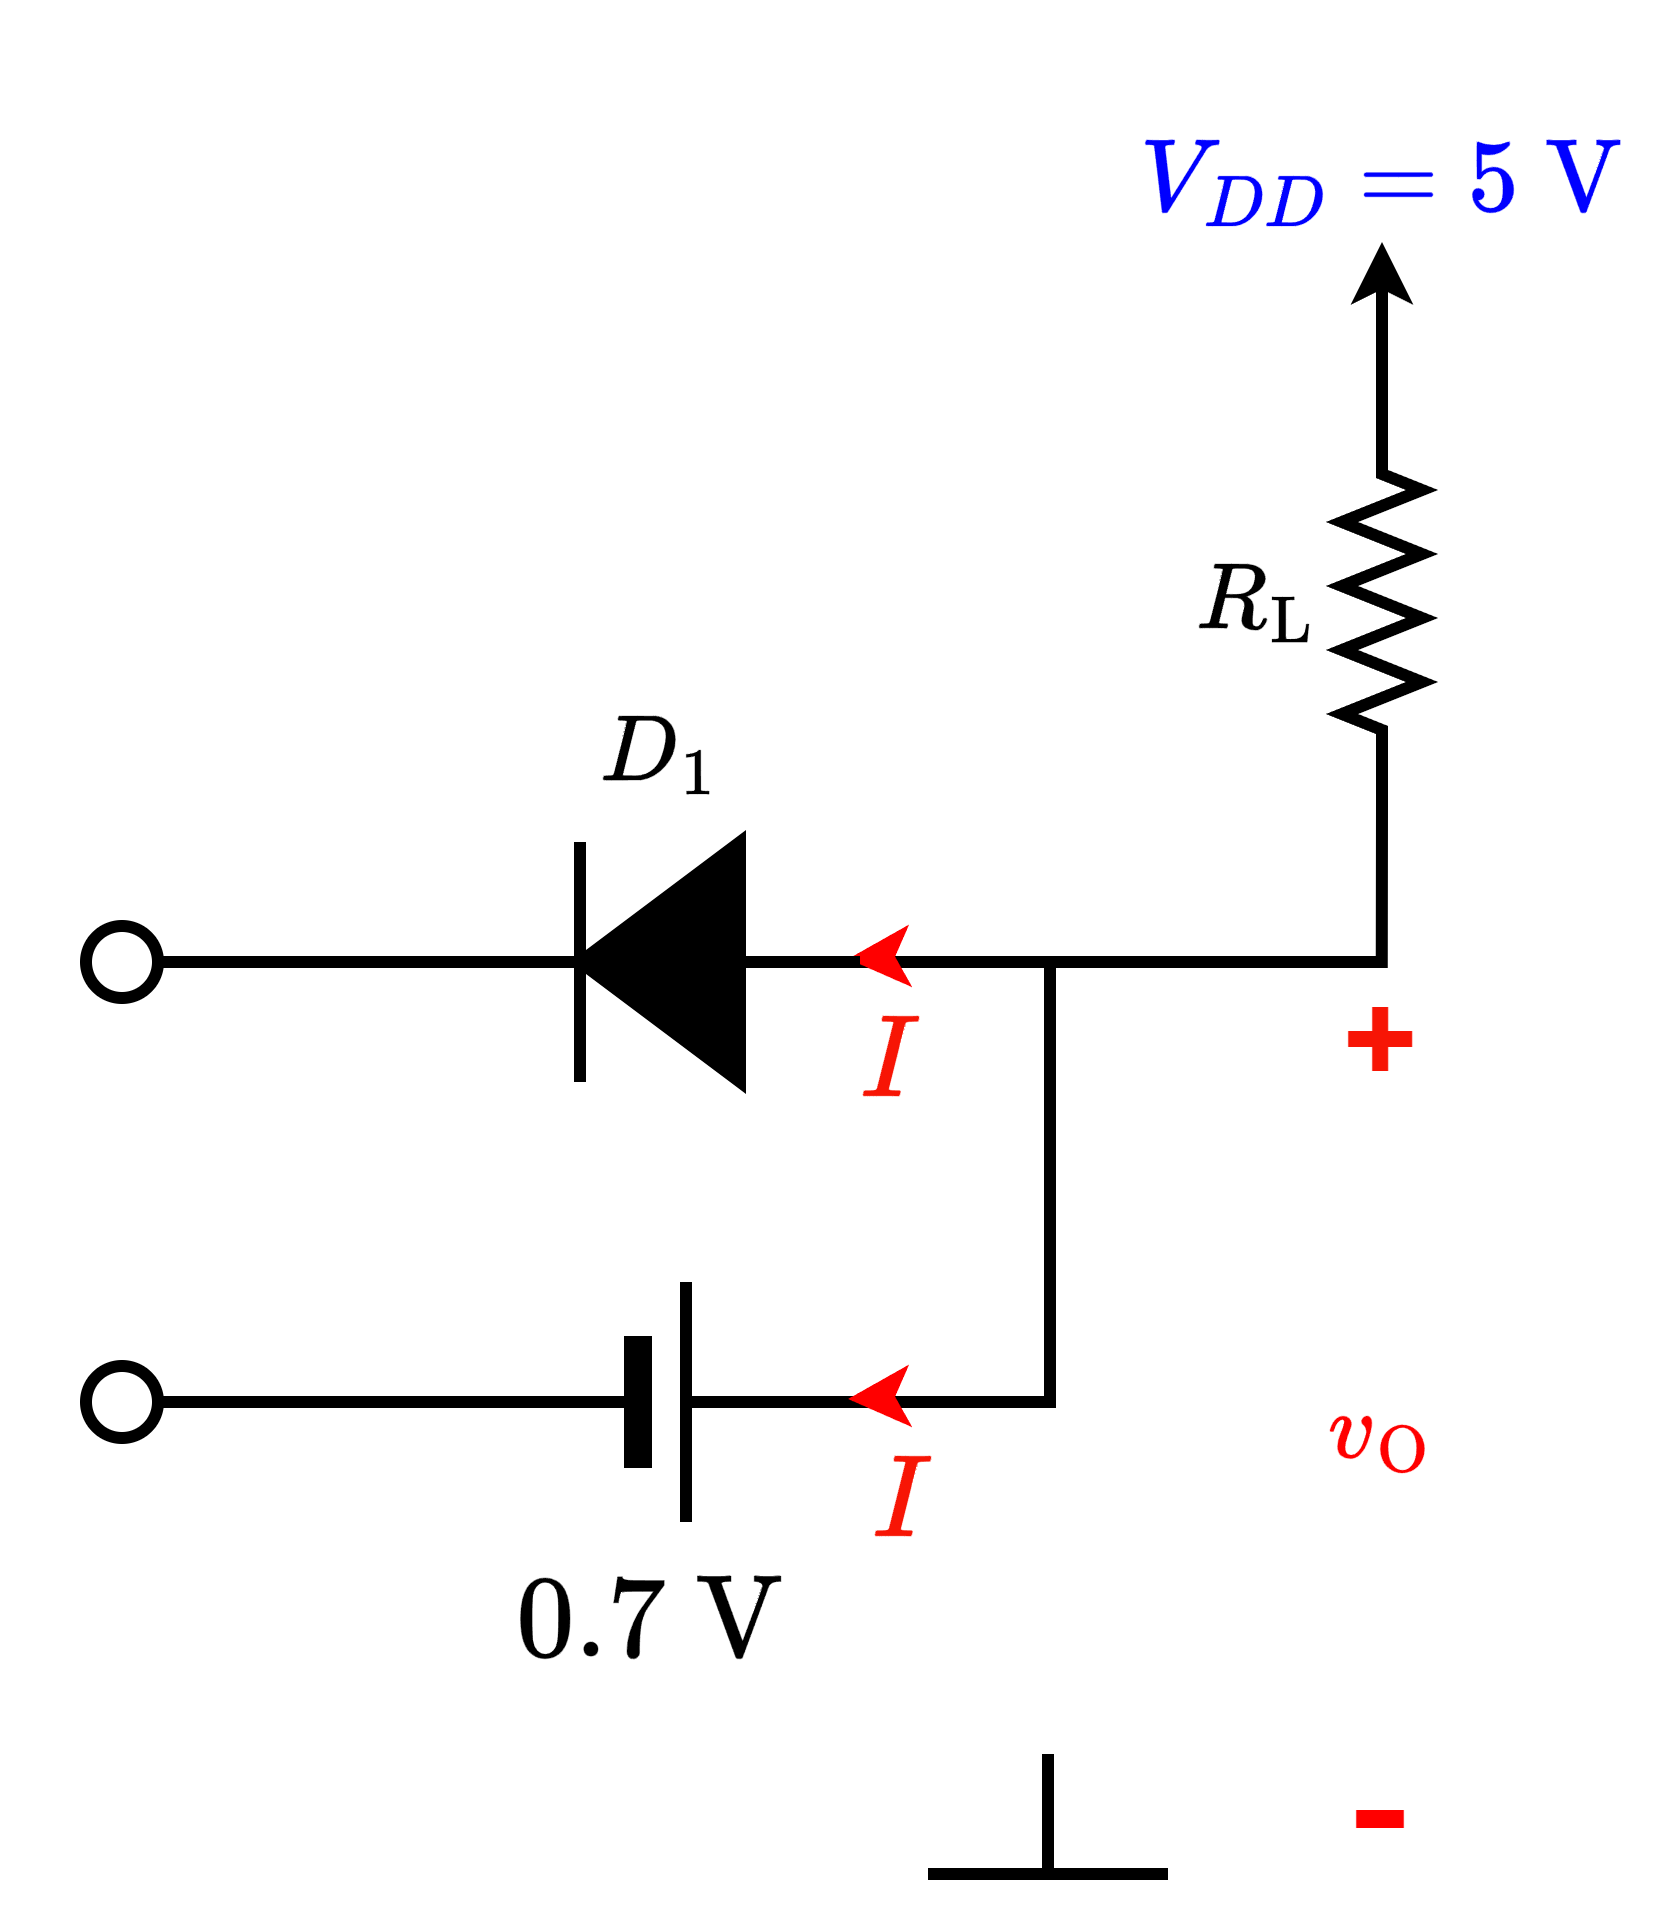 V_DD = 5 V
R_L
D_1
I
+
v_O
I
0.7 V
-